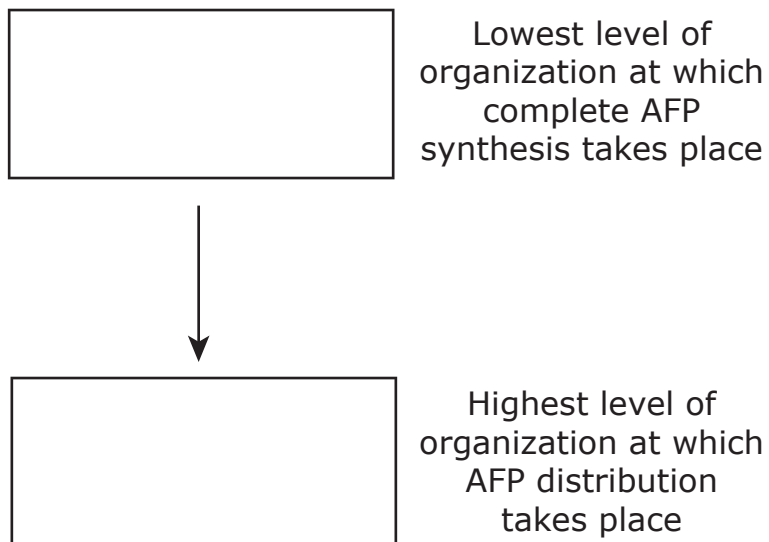 Lowest level of
organization at which
complete AFP
synthesis takes place
Highest level of
organization at which
AFP distribution
takes place